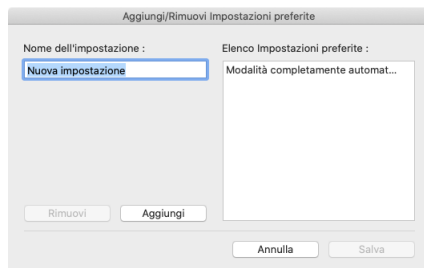 Aggiungi/Rimuovi Impostazioni preferite
Nome dell'impostazione :
Nuova impostazione
Elenco Impostazioni preferite :
Modalità completamente automat...
Rimuovi
Aggiungi
Annulla
Salva